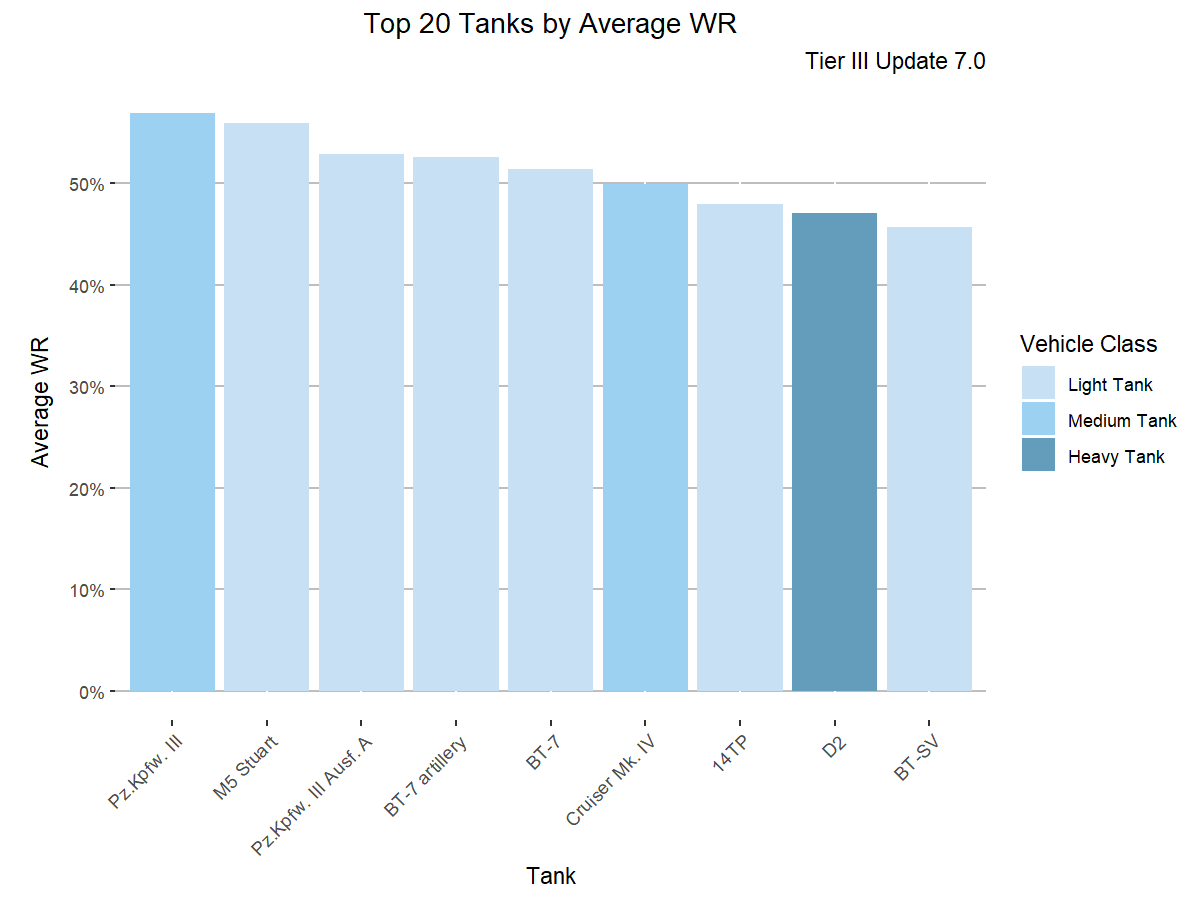 Top 20 Tanks by Average WR
Tier III Update 7.0
Average WR
50%
40%
30%
20%
10%
0%
Pz.Kpfw. III
M5 Stuart
Pz.Kpfw. III Ausf. A
BT-7 artillery
BT-7
Cruiser Mk. IV
14TP
D2
BT-SV
Tank
Vehicle Class
Light Tank
Medium Tank
Heavy Tank